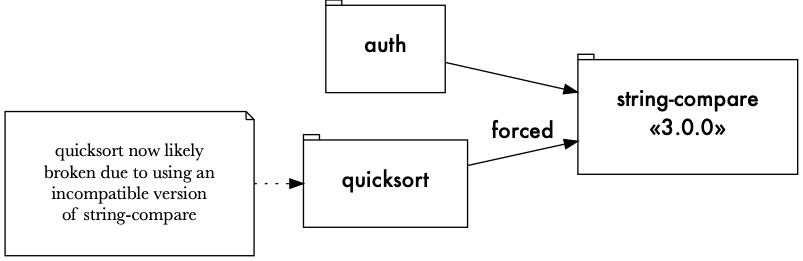 auth
string-compare
«3.0.0»
forced
quicksort now likely
broken due to using an
incompatible version
of string-compare
quicksort